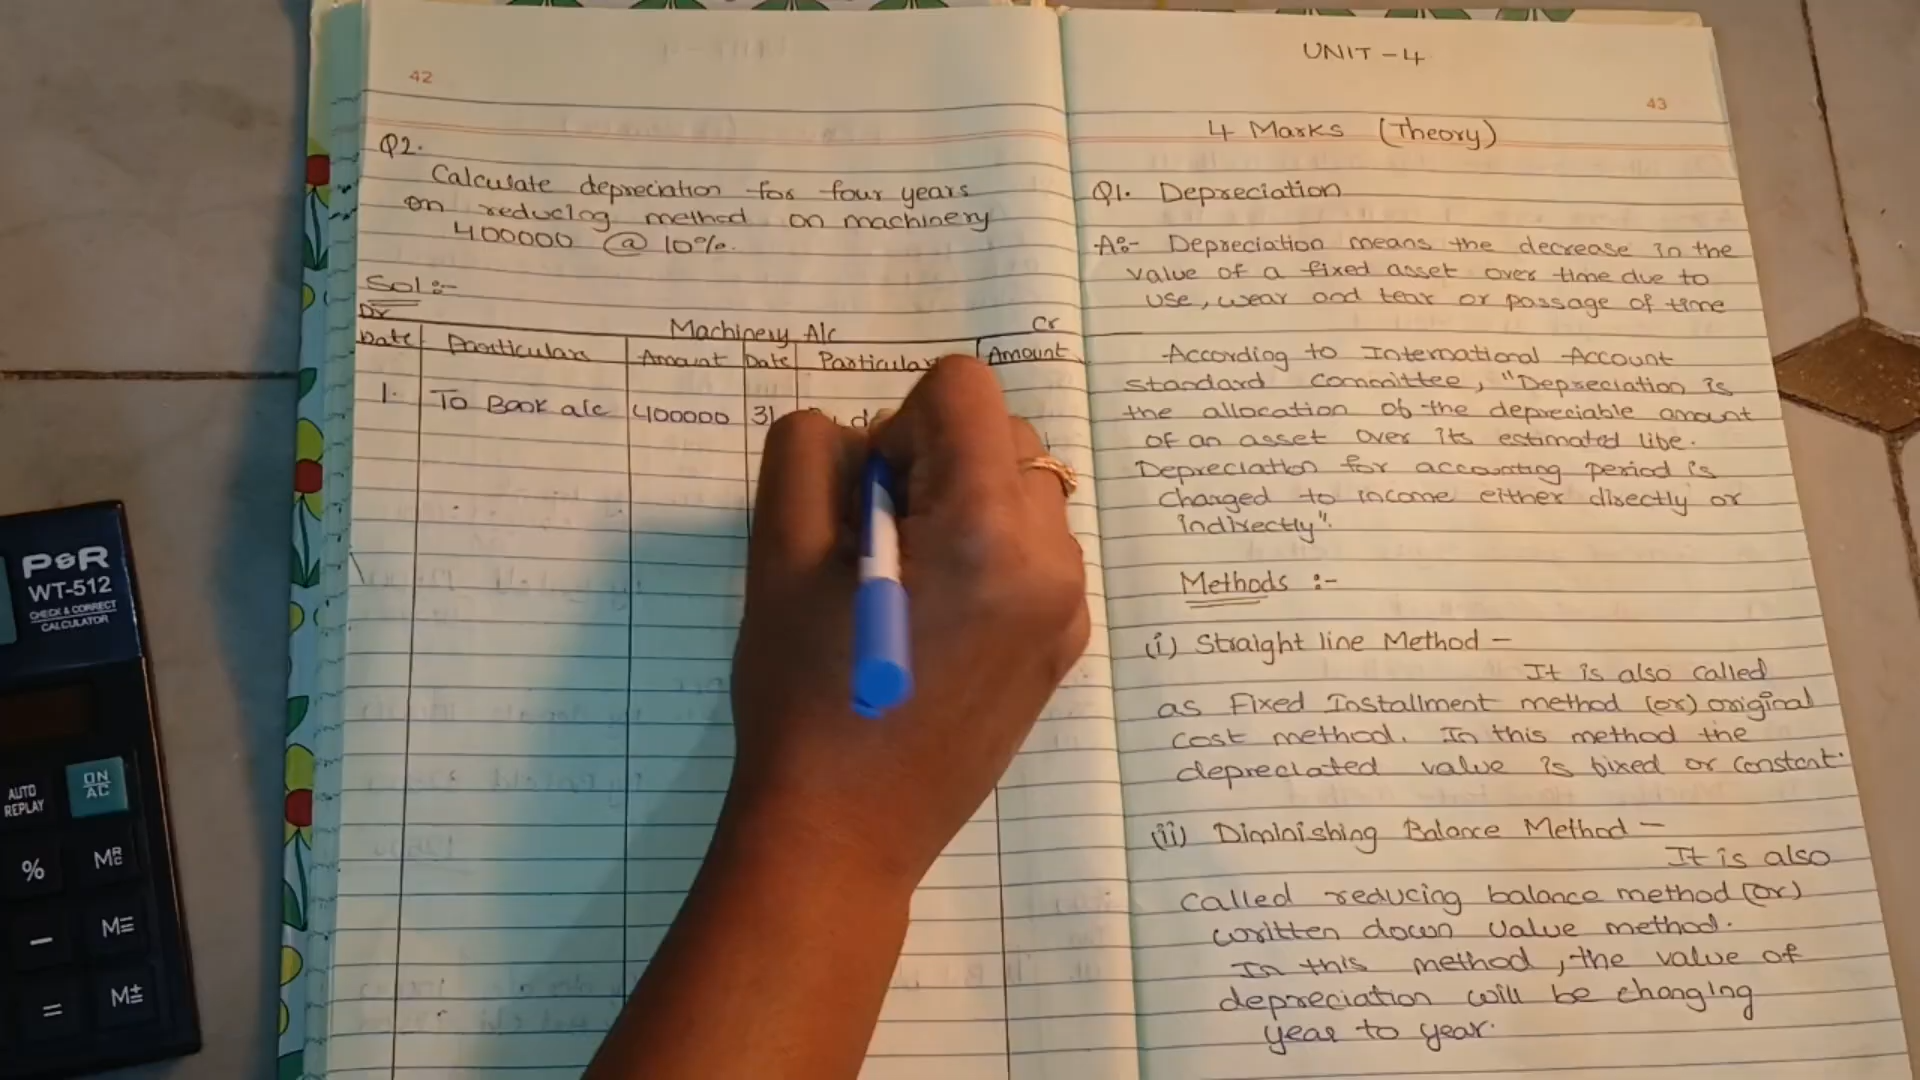 42
Q2.
Calculate depreciation for four years
on reducing method on machinery
400000 @ 10%.
Sol:-
Dr Machinery A/c Cr
Date Particulars Amount Date Particular Amount
1. To Book a/c 400000 31
UNIT-4
43
4 Marks (Theory)
Q1. Depreciation
A:- Depreciation means the decrease in the
value of a fixed asset over time due to
use, wear and tear or passage of time
According to International Account
standard committee, "Depreciation is
the allocation of the depreciable amount
of an asset over its estimated life.
Depreciation for accounting period is
charged to income either directly or
indirectly".
Methods :-
(i) Straight line Method -
It is also called
as Fixed Installment method (or) original
cost method. In this method the
depreciated value is fixed or constant.
(ii) Diminishing Balance Method -
It is also
called reducing balance method (or)
written down value method.
In this method, the value of
depreciation will be changing
year to year.
P&R
WT-512
CHECK & CORRECT
CALCULATOR
AUTO
REPLAY
ON
AC
%
MRC
-
M=
=
M±